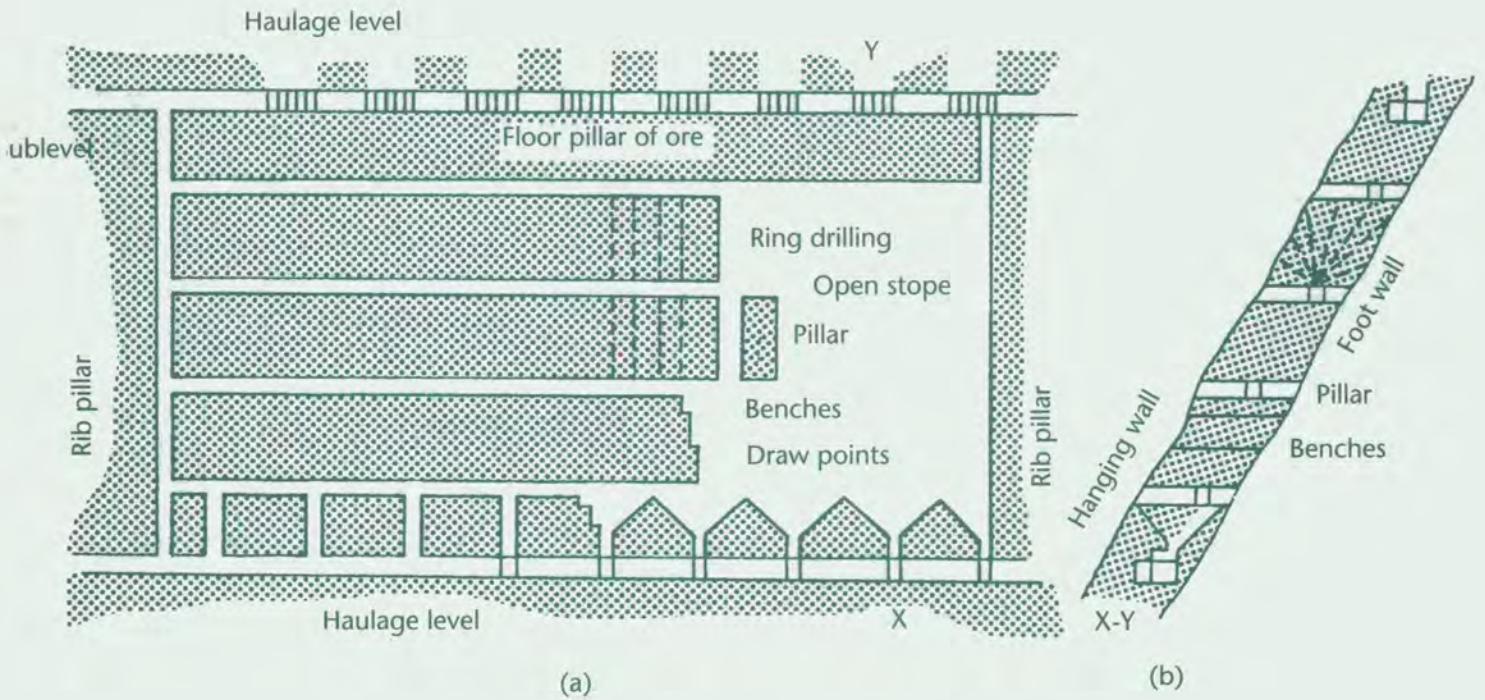 Haulage level
Y
ublevel
Floor pillar of ore
Ring drilling
Open stope
Pillar
Rib pillar
Benches
Draw points
Rib pillar
Haulage level
X
(a)
Foot wall
Pillar
Hanging wall
Benches
X-Y
(b)